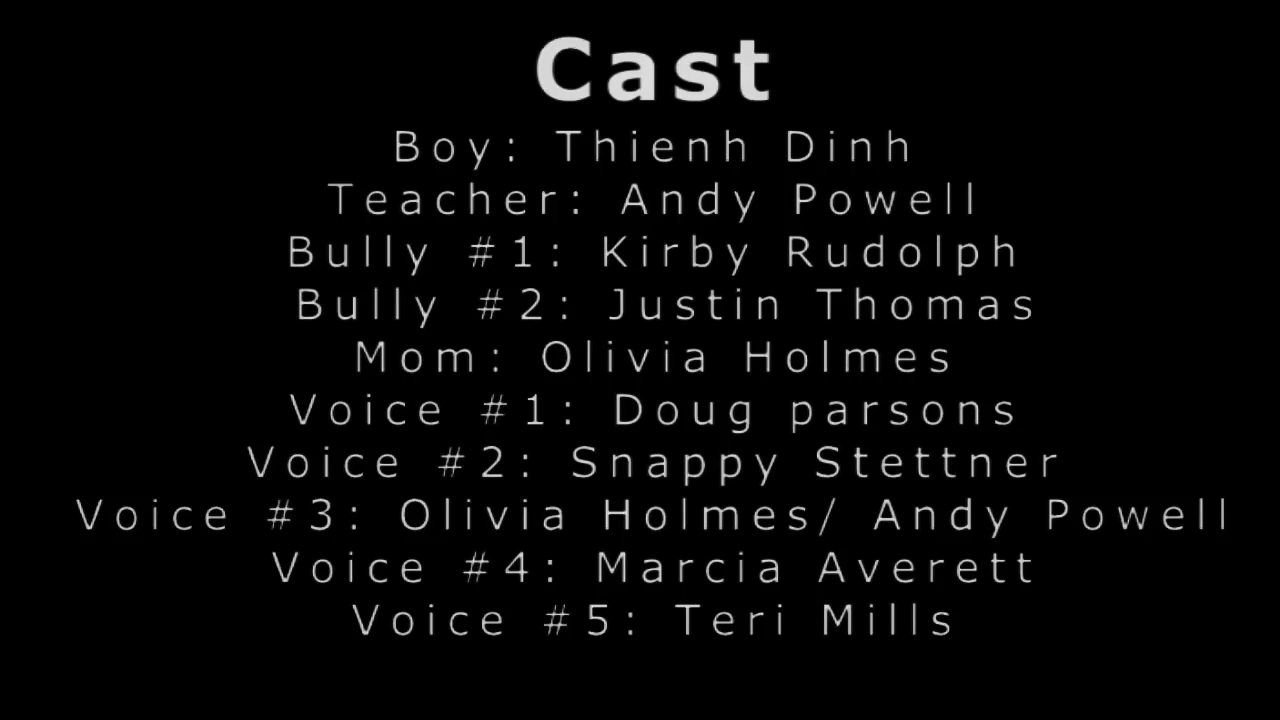 Cast
Boy: Thienh Dinh
Teacher: Andy Powell
Bully #1: Kirby Rudolph
Bully #2: Justin Thomas
Mom: Olivia Holmes
Voice #1: Doug parsons
Voice #2: Snappy Stettner
Voice #3: Olivia Holmes/ Andy Powell
Voice #4: Marcia Averett
Voice #5: Teri Mills